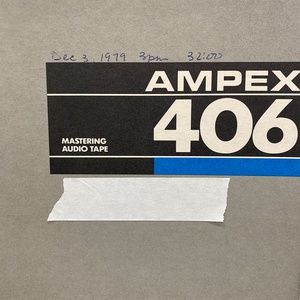 Dec 3, 1979 3pm 32:00
AMPEX
406
MASTERING
AUDIO TAPE